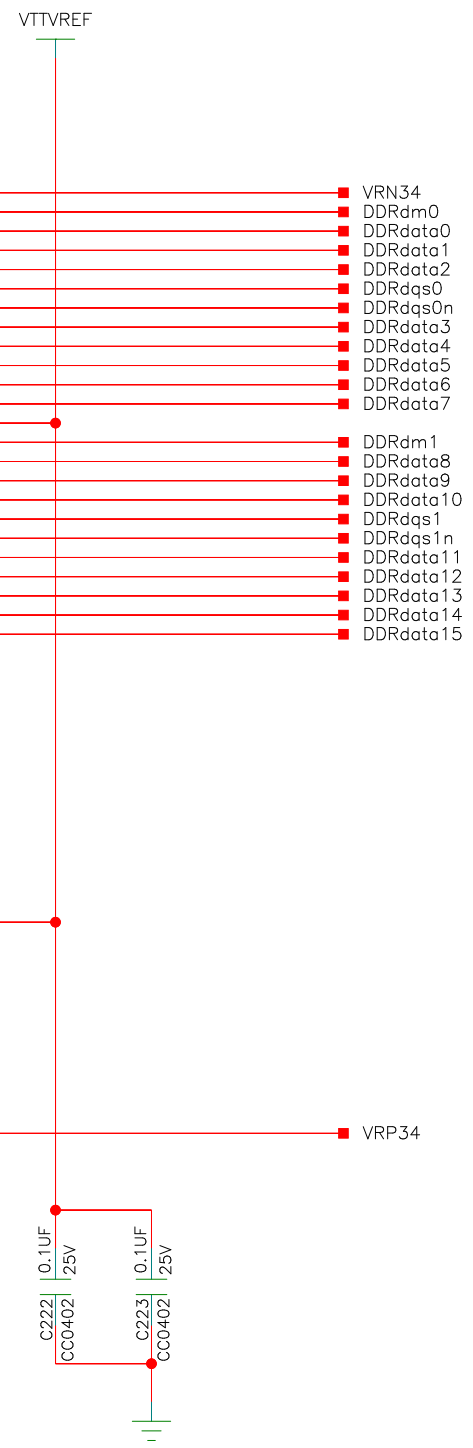 VTTVREF
VRN34
DDRdm0
DDRdata0
DDRdata1
DDRdata2
DDRdqs0
DDRdqs0n
DDRdata3
DDRdata4
DDRdata5
DDRdata6
DDRdata7
DDRdm1
DDRdata8
DDRdata9
DDRdata10
DDRdqs1
DDRdqs1n
DDRdata11
DDRdata12
DDRdata13
DDRdata14
DDRdata15
VRP34
0.1UF
25V
C222
CC0402
0.1UF
25V
C223
CC0402